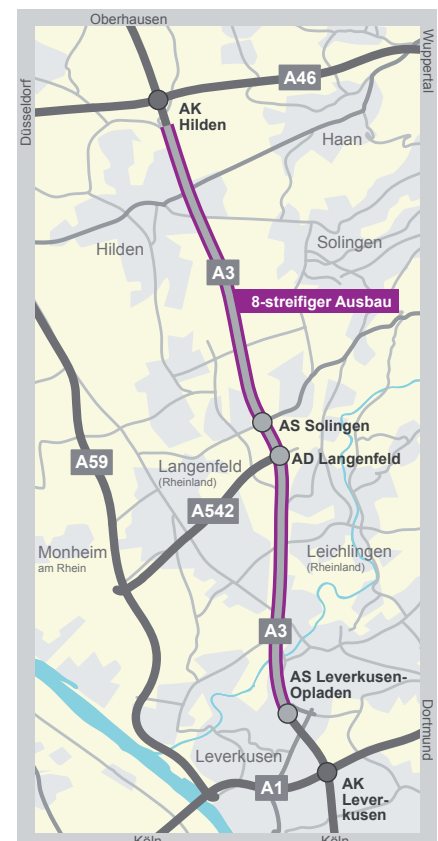 Oberhausen
Wuppertal
Düsseldorf
A46
AK
Hilden
Haan
Hilden
Solingen
A3
8-streifiger Ausbau
AS Solingen
AD Langenfeld
A59
Langenfeld
(Rheinland)
A542
Monheim
am Rhein
Leichlingen
(Rheinland)
A3
AS Leverkusen-
Opladen
Dortmund
Leverkusen
A1
AK
Lever-
kusen
Köln
Köln